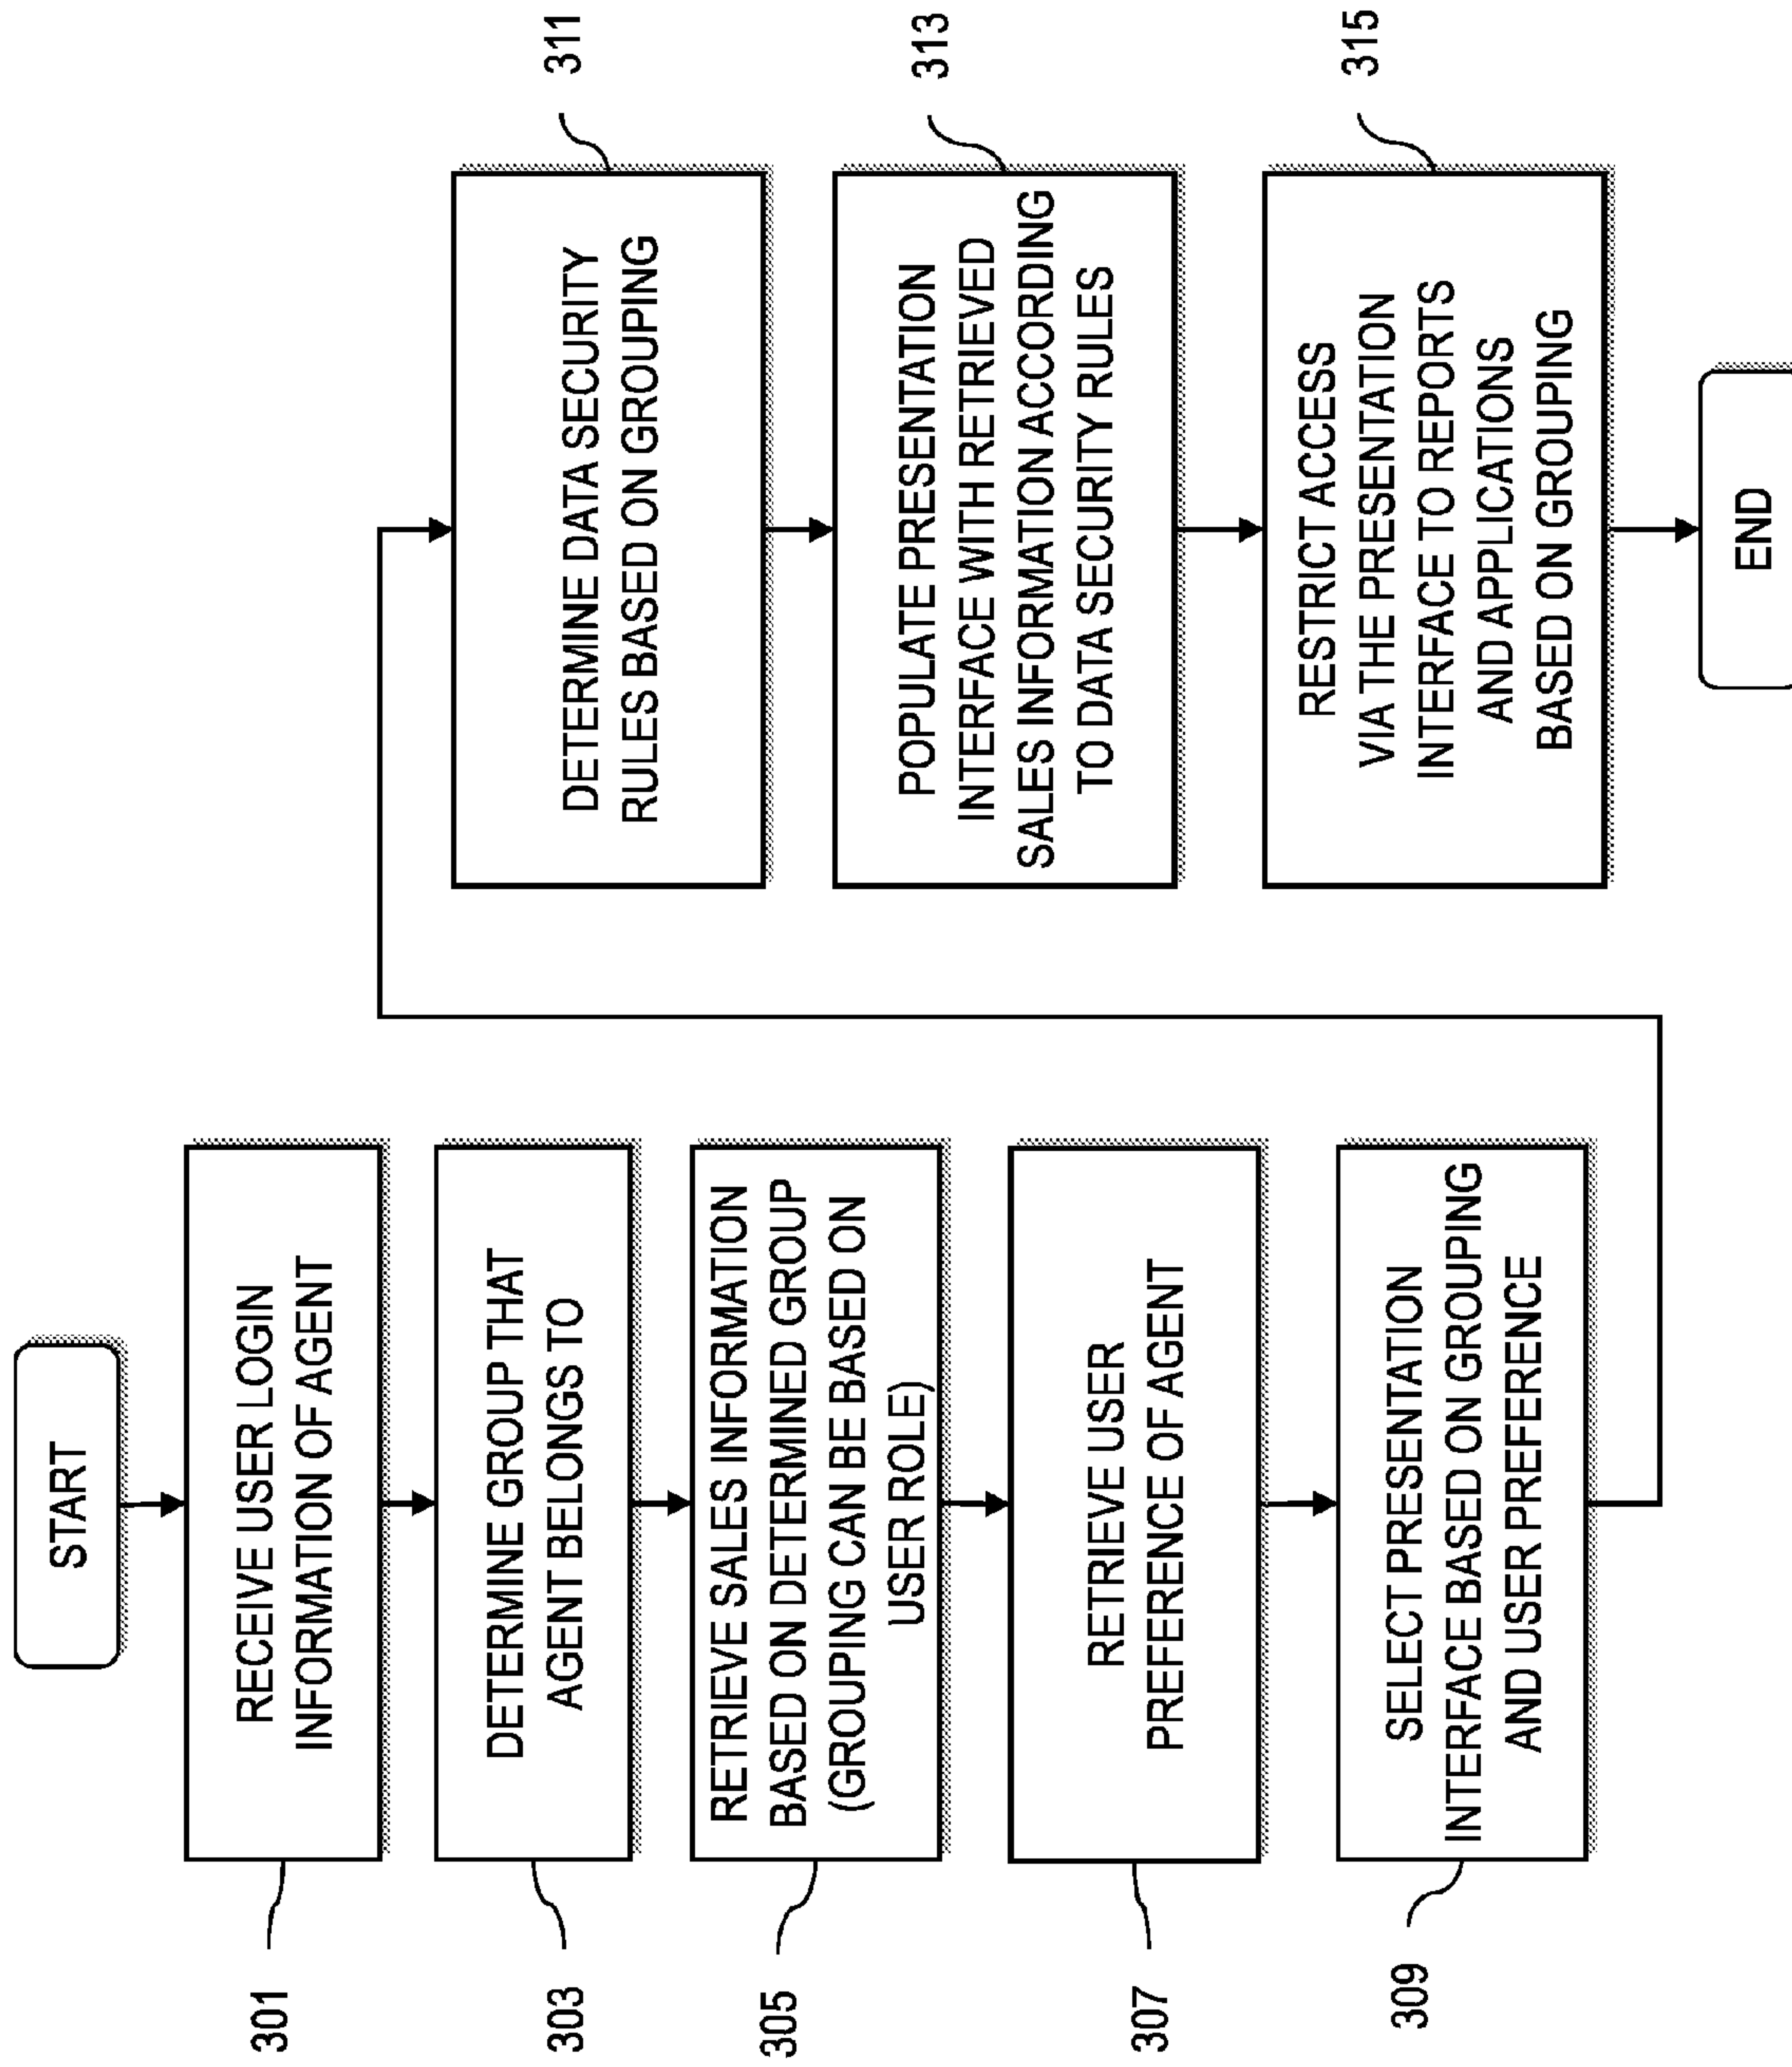 START
301
RECEIVE USER LOGIN
INFORMATION OF AGENT
303
DETERMINE GROUP THAT
AGENT BELONGS TO
305
RETRIEVE SALES INFORMATION
BASED ON DETERMINED GROUP
(GROUPING CAN BE BASED ON
USER ROLE)
307
RETRIEVE USER
PREFERENCE OF AGENT
309
SELECT PRESENTATION
INTERFACE BASED ON GROUPING
AND USER PREFERENCE
311
DETERMINE DATA SECURITY
RULES BASED ON GROUPING
313
POPULATE PRESENTATION
INTERFACE WITH RETRIEVED
SALES INFORMATION ACCORDING
TO DATA SECURITY RULES
315
RESTRICT ACCESS
VIA THE PRESENTATION
INTERFACE TO REPORTS
AND APPLICATIONS
BASED ON GROUPING
END